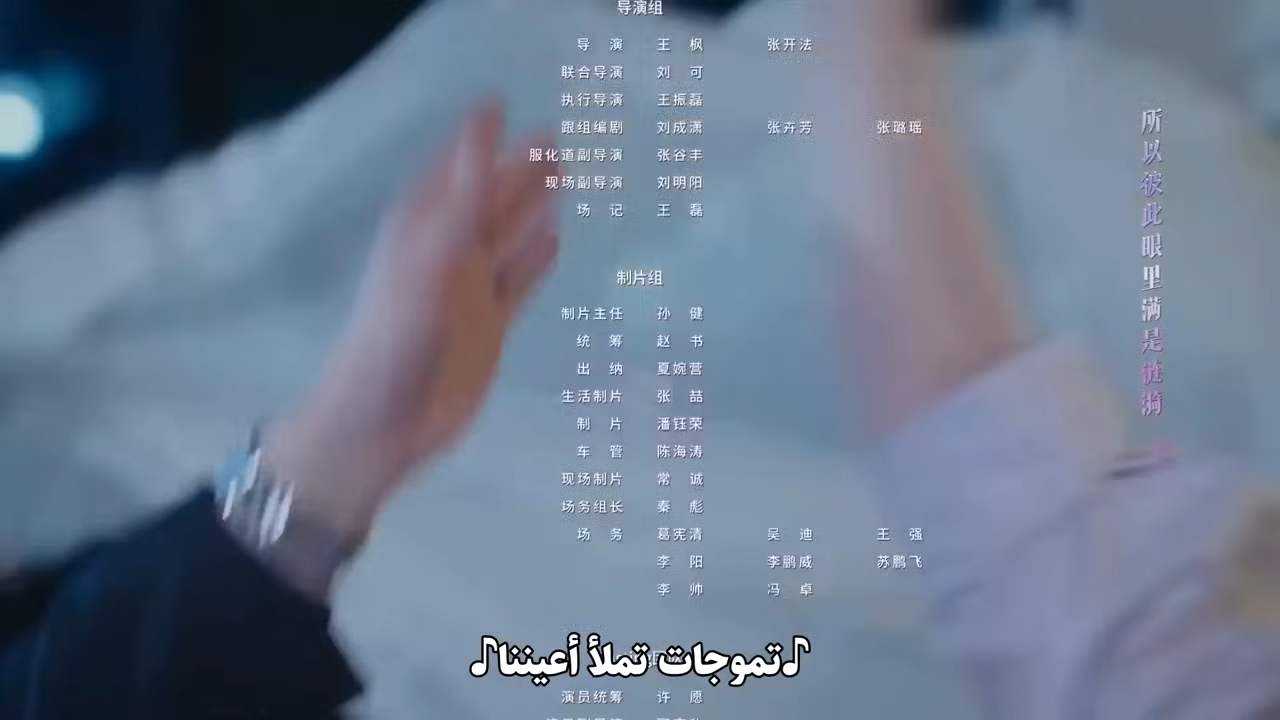 导演组
导 演 王 枫 张开法
联合导演 刘 可
执行导演 王振磊
跟组编剧 刘成潇 张卉芳 张璐瑶
服化道副导演 张谷丰
现场副导演 刘明阳
场 记 王 磊
制片组
制片主任 孙 健
统 筹 赵 书
出 纳 夏婉营
生活制片 张 喆
制 片 潘钰荣
车 管 陈海涛
现场制片 常 诚
场务组长 秦 彪
场 务 葛宪清 吴 迪 王 强
李 阳 李鹏威 苏鹏飞
李 帅 冯 卓
演员统筹 许 愿
所以彼此眼里满是涟漪
♪تموجات تملأ أعيننا♪